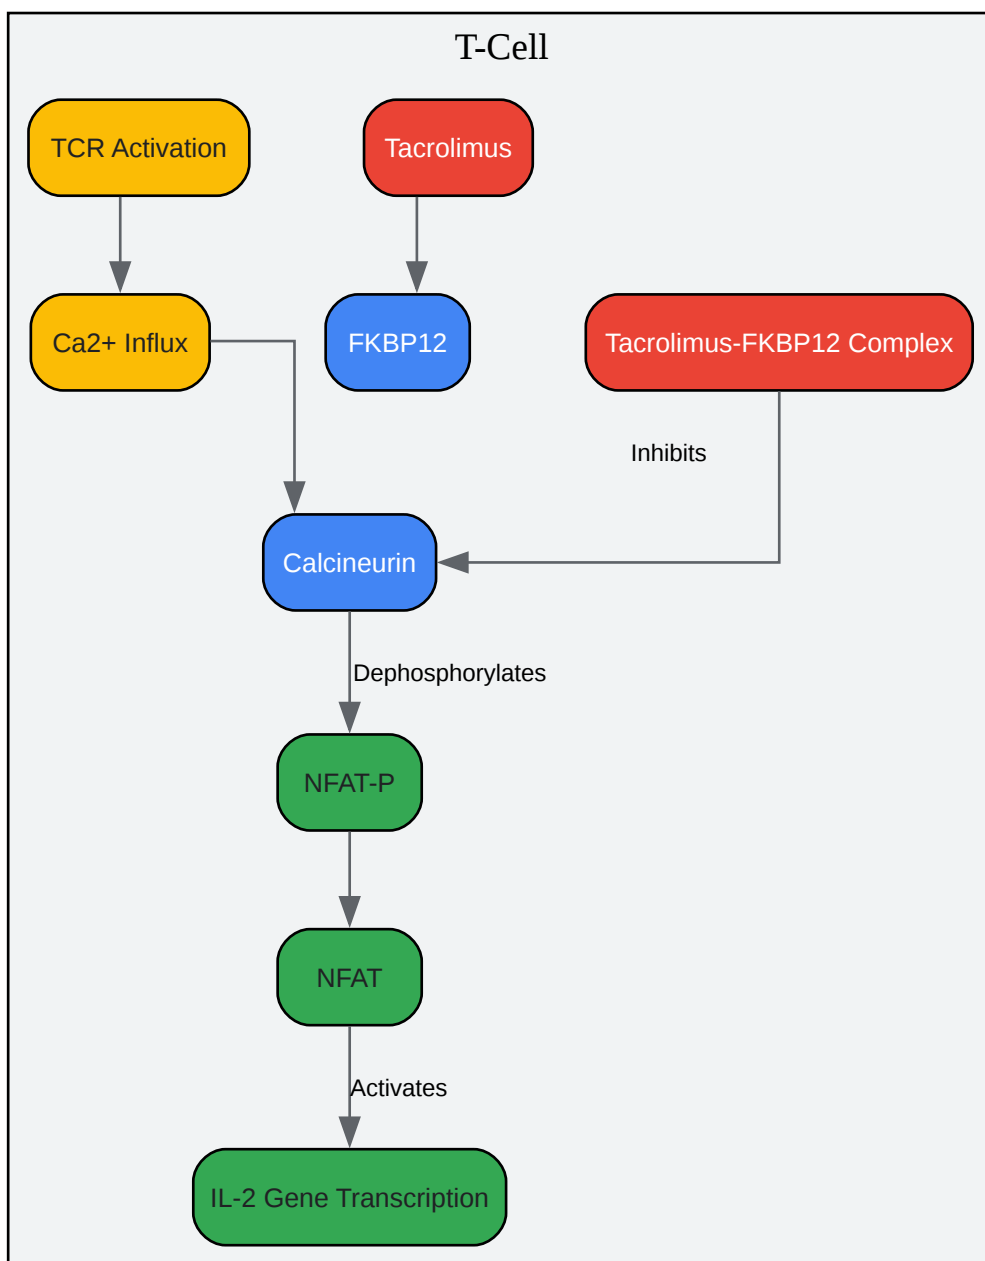 T-Cell
TCR Activation
Tacrolimus
Ca2+ Influx
FKBP12
Tacrolimus-FKBP12 Complex
Inhibits
Calcineurin
Dephosphorylates
NFAT-P
NFAT
Activates
IL-2 Gene Transcription